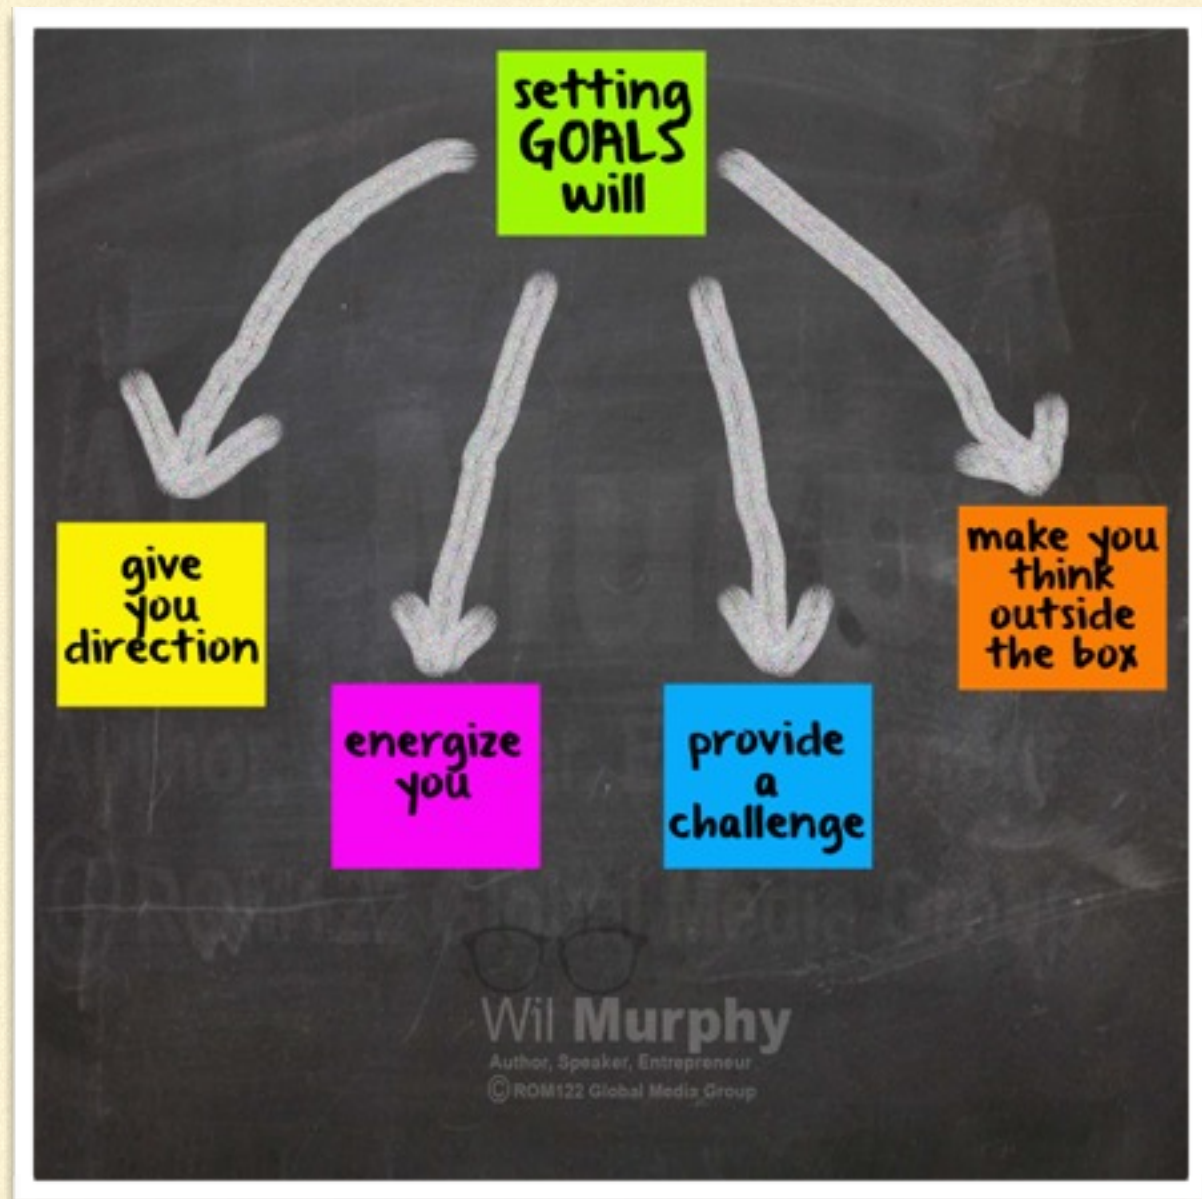 setting
GOALS
will
give
you
direction
energize
you
provide
a
challenge
make you
think
outside
the box
Wil Murphy
Author, Speaker, Entrepreneur
©ROM122 Global Media Group